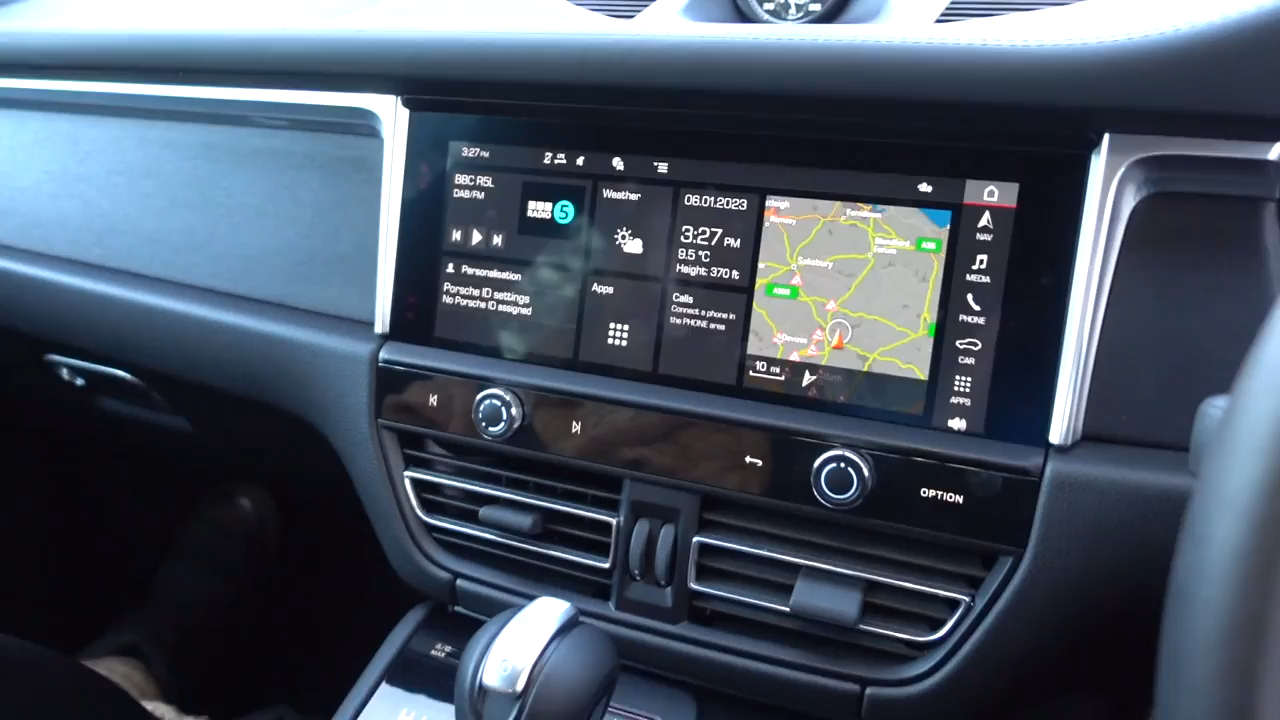 3:27 PM
BBC R5L
DAB/FM
RADIO 5
Personalisation
Porsche ID settings
No Porsche ID assigned
Weather
Apps
06.01.2023
3:27 PM
9.5 °C
Height: 370 ft
Calls
Connect a phone in
the PHONE area
Salisbury
Devizes
10 mi
NAV
MEDIA
PHONE
CAR
APPS
OPTION
A/C
MAX